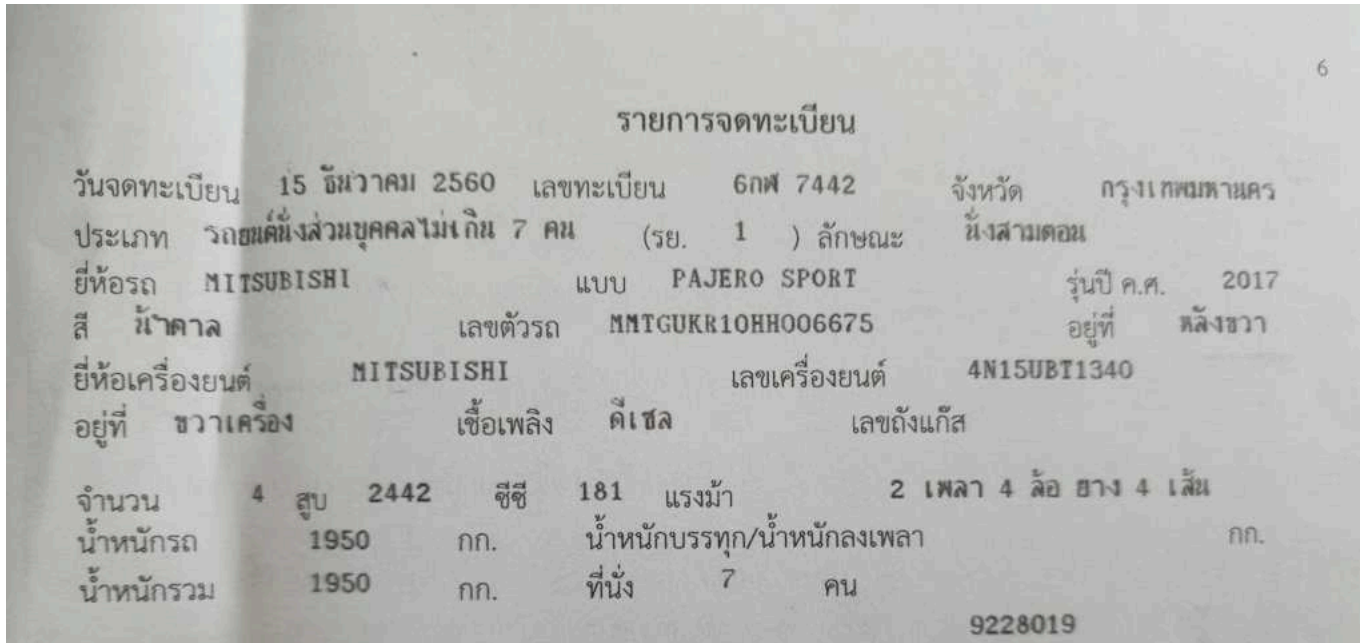 6
รายการจดทะเบียน
วันจดทะเบียน 15 ธันวาคม 2560 เลขทะเบียน 6กฬ 7442 จังหวัด กรุงเทพมหานคร
ประเภท รถยนต์นั่งส่วนบุคคลไม่เกิน 7 คน (รย. 1 ) ลักษณะ นั่งสามตอน
ยี่ห้อรถ MITSUBISHI แบบ PAJERO SPORT รุ่นปี ค.ศ. 2017
สี น้ำตาล เลขตัวรถ MMTGUKR10HH006675 อยู่ที่ หลังขวา
ยี่ห้อเครื่องยนต์ MITSUBISHI เลขเครื่องยนต์ 4N15UBT1340
อยู่ที่ ขวาเครื่อง เชื้อเพลิง ดีเซล เลขถังแก๊ส
จำนวน 4 สูบ 2442 ซีซี 181 แรงม้า 2 เพลา 4 ล้อ ยาง 4 เส้น
น้ำหนักรถ 1950 กก. น้ำหนักบรรทุก/น้ำหนักลงเพลา กก.
น้ำหนักรวม 1950 กก. ที่นั่ง 7 คน
9228019